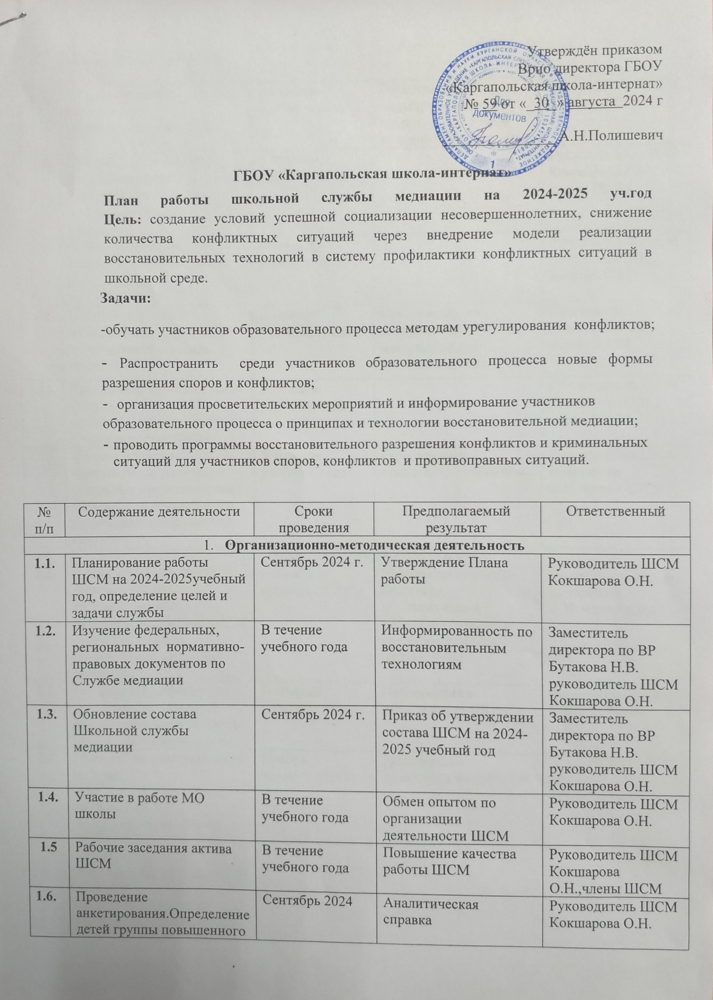 Утверждён приказом
Врио директора ГБОУ
«Каргапольская школа-интернат»
№ 59 от « 30 » августа 2024 г
Для
документов
А.Н.Полишевич
1
ГБОУ «Каргапольская школа-интернат»
План работы школьной службы медиации на 2024-2025 уч.год
Цель: создание условий успешной социализации несовершеннолетних, снижение
количества конфликтных ситуаций через внедрение модели реализации
восстановительных технологий в систему профилактики конфликтных ситуаций в
школьной среде.
Задачи:
-обучать участников образовательного процесса методам урегулирования конфликтов;
- Распространить среди участников образовательного процесса новые формы
разрешения споров и конфликтов;
- организация просветительских мероприятий и информирование участников
образовательного процесса о принципах и технологии восстановительной медиации;
- проводить программы восстановительного разрешения конфликтов и криминальных
ситуаций для участников споров, конфликтов и противоправных ситуаций.
№
п/п
Содержание деятельности
Сроки
проведения
Предполагаемый
результат
Ответственный
1. Организационно-методическая деятельность
1.1.
Планирование работы
ШСМ на 2024-2025учебный
год, определение целей и
задачи службы
Сентябрь 2024 г.
Утверждение Плана
работы
Руководитель ШСМ
Кокшарова О.Н.
1.2.
Изучение федеральных,
региональных нормативно-
правовых документов по
Службе медиации
В течение
учебного года
Информированность по
восстановительным
технологиям
Заместитель
директора по ВР
Бутакова Н.В.
руководитель ШСМ
Кокшарова О.Н.
1.3.
Обновление состава
Школьной службы
медиации
Сентябрь 2024 г.
Приказ об утверждении
состава ШСМ на 2024-
2025 учебный год
Заместитель
директора по ВР
Бутакова Н.В.
руководитель ШСМ
Кокшарова О.Н.
1.4.
Участие в работе МО
школы
В течение
учебного года
Обмен опытом по
организации
деятельности ШСМ
Руководитель ШСМ
Кокшарова О.Н.
1.5
Рабочие заседания актива
ШСМ
В течение
учебного года
Повышение качества
работы ШСМ
Руководитель ШСМ
Кокшарова
О.Н.,члены ШСМ
1.6.
Проведение
анкетирования.Определение
детей группы повышенного
Сентябрь 2024
Аналитическая
справка
Руководитель ШСМ
Кокшарова О.Н.